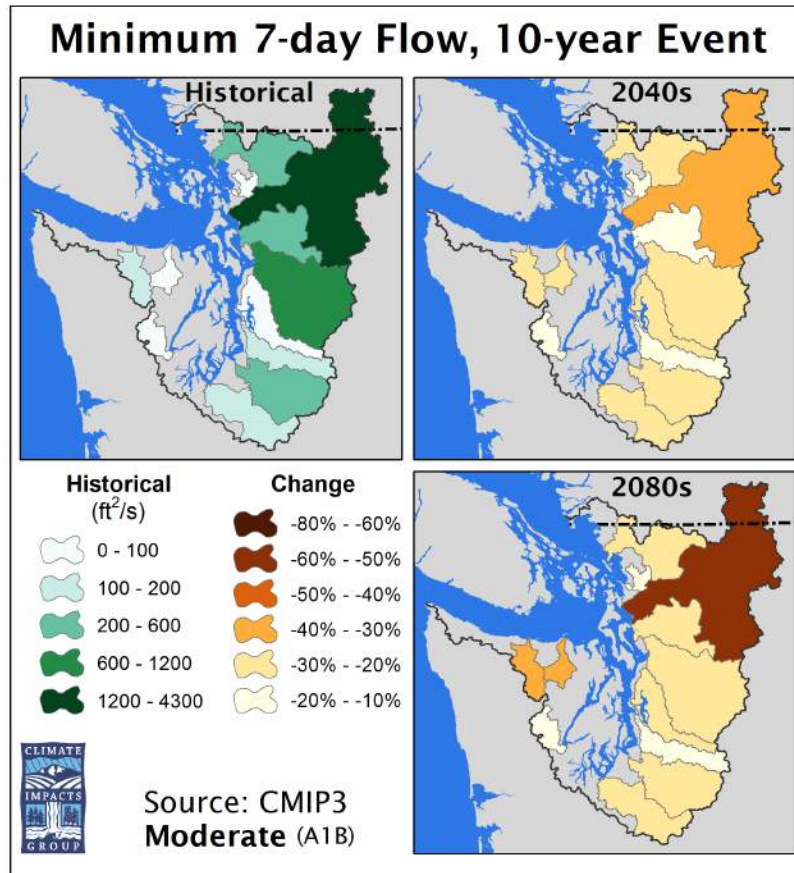 Minimum 7-day Flow, 10-year Event
Historical
2040s
Historical
(ft²/s)
0 - 100
100 - 200
200 - 600
600 - 1200
1200 - 4300
Change
-80% - -60%
-60% - -50%
-50% - -40%
-40% - -30%
-30% - -20%
-20% - -10%
2080s
CLIMATE
IMPACTS
GROUP
Source: CMIP3
Moderate (A1B)